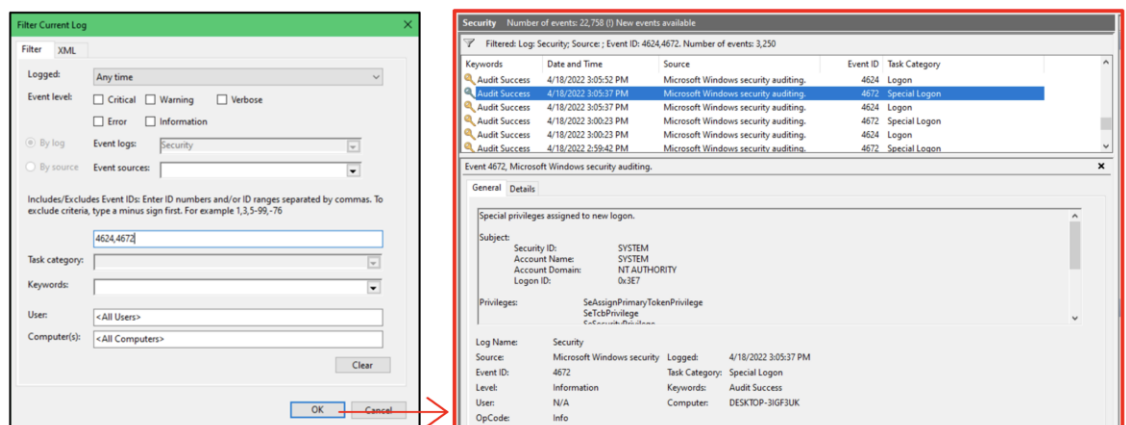 Filter Current Log
Filter XML
Logged: Any time
Event level: Critical Warning Verbose
Error Information
By log Event logs: Security
By source Event sources:
Includes/Excludes Event IDs: Enter ID numbers and/or ID ranges separated by commas. To
exclude criteria, type a minus sign first. For example 1,3,5-99,-76
4624,4672
Task category:
Keywords:
User: <All Users>
Computer(s): <All Computers>
Clear
OK Cancel
Security Number of events: 22,758 (!) New events available
Filtered: Log: Security; Source: ; Event ID: 4624,4672. Number of events: 3,250
Keywords Date and Time Source Event ID Task Category
Audit Success 4/18/2022 3:05:52 PM Microsoft Windows security auditing. 4624 Logon
Audit Success 4/18/2022 3:05:37 PM Microsoft Windows security auditing. 4672 Special Logon
Audit Success 4/18/2022 3:05:37 PM Microsoft Windows security auditing. 4624 Logon
Audit Success 4/18/2022 3:00:23 PM Microsoft Windows security auditing. 4672 Special Logon
Audit Success 4/18/2022 3:00:23 PM Microsoft Windows security auditing. 4624 Logon
Audit Success 4/18/2022 2:59:42 PM Microsoft Windows security auditing. 4672 Special Logon
Event 4672, Microsoft Windows security auditing.
General Details
Special privileges assigned to new logon.
Subject:
Security ID: SYSTEM
Account Name: SYSTEM
Account Domain: NT AUTHORITY
Logon ID: 0x3E7
Privileges: SeAssignPrimaryTokenPrivilege
SeTcbPrivilege
SeSecurityPrivilege
Log Name: Security
Source: Microsoft Windows security Logged: 4/18/2022 3:05:37 PM
Event ID: 4672 Task Category: Special Logon
Level: Information Keywords: Audit Success
User: N/A Computer: DESKTOP-3IGF3UK
OpCode: Info